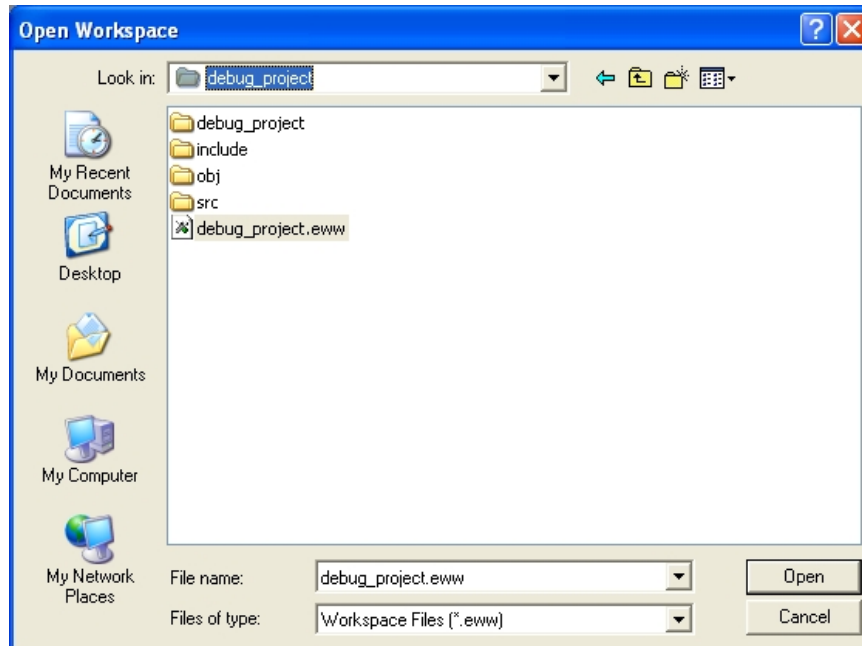 Open Workspace
Look in: debug_project
debug_project
include
obj
src
debug_project.eww
My Recent
Documents
Desktop
My Documents
My Computer
My Network
Places
File name: debug_project.eww Open
Files of type: Workspace Files (*.eww) Cancel